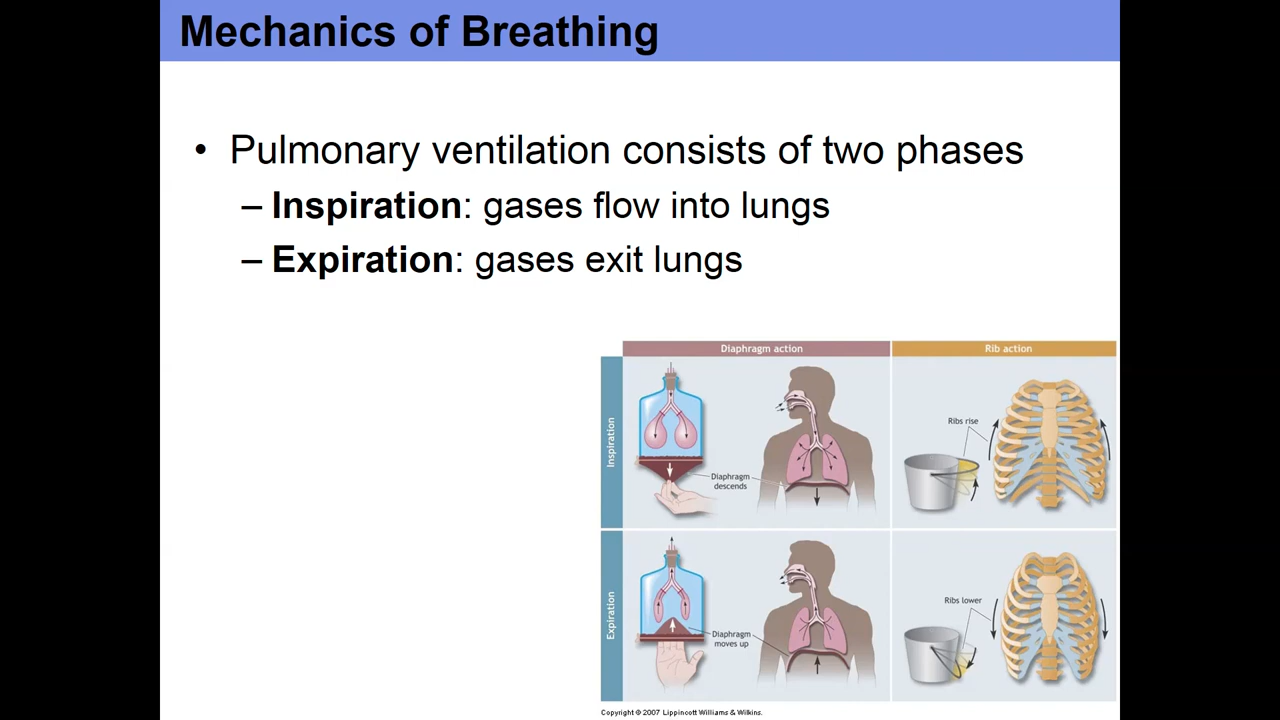 Mechanics of Breathing
• Pulmonary ventilation consists of two phases
– Inspiration: gases flow into lungs
– Expiration: gases exit lungs
Diaphragm action
Rib action
Inspiration
Diaphragm
descends
Ribs rise
Expiration
Diaphragm
moves up
Ribs lower
Copyright © 2007 Lippincott Williams & Wilkins.